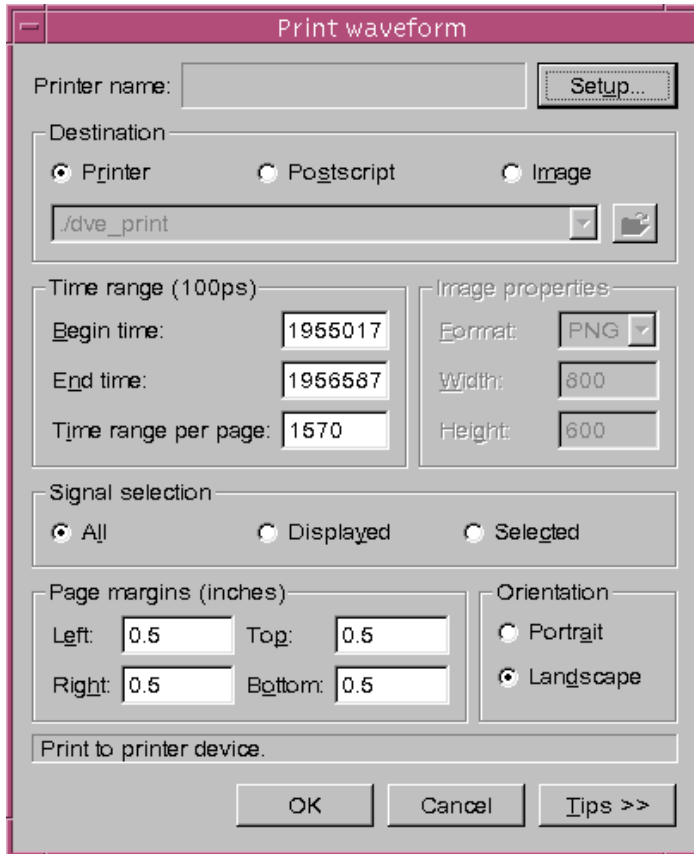 Print waveform
Printer name: Setup...
Destination
Printer Postscript Image
./dve_print
Time range (100ps) Image properties
Begin time: 1955017 Format: PNG
End time: 1956587 Width: 800
Time range per page: 1570 Height: 600
Signal selection
All Displayed Selected
Page margins (inches) Orientation
Left: 0.5 Top: 0.5 Portrait
Right: 0.5 Bottom: 0.5 Landscape
Print to printer device.
OK Cancel Tips >>